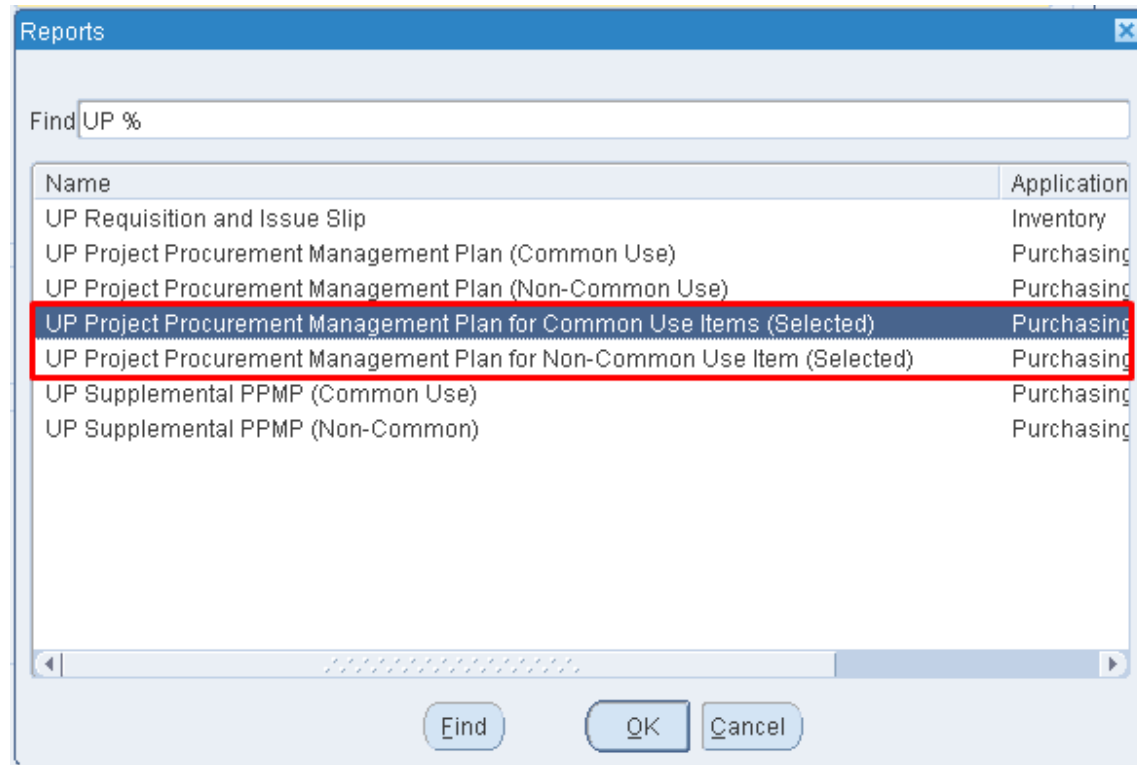 Reports
Find UP %
Name Application
UP Requisition and Issue Slip Inventory
UP Project Procurement Management Plan (Common Use) Purchasing
UP Project Procurement Management Plan (Non-Common Use) Purchasing
UP Project Procurement Management Plan for Common Use Items (Selected) Purchasing
UP Project Procurement Management Plan for Non-Common Use Item (Selected) Purchasing
UP Supplemental PPMP (Common Use) Purchasing
UP Supplemental PPMP (Non-Common) Purchasing
Find OK Cancel